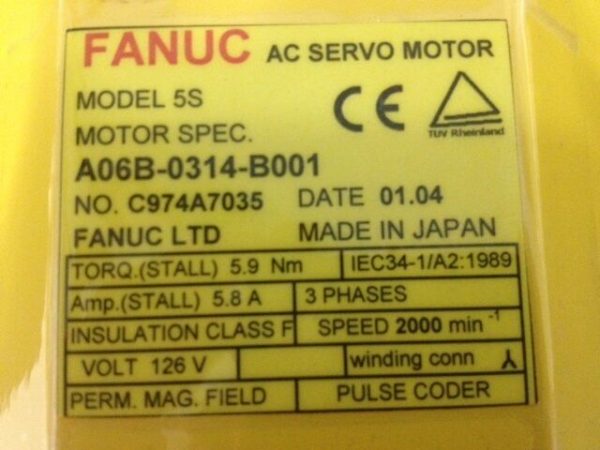 FANUC AC SERVO MOTOR
MODEL 5S
CE
TUV Rheinland
MOTOR SPEC.
A06B-0314-B001
NO. C974A7035 DATE 01.04
FANUC LTD MADE IN JAPAN
TORQ.(STALL) 5.9 Nm IEC34-1/A2:1989
Amp.(STALL) 5.8 A 3 PHASES
INSULATION CLASS F SPEED 2000 min -1
VOLT 126 V winding conn
PERM. MAG. FIELD PULSE CODER